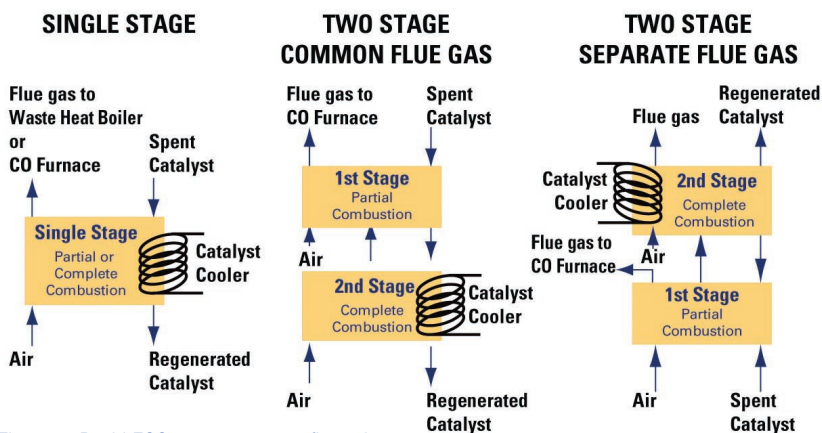 SINGLE STAGE
Flue gas to
Waste Heat Boiler
or
CO Furnace
Spent
Catalyst
Single Stage
Partial or
Complete
Combustion
Catalyst
Cooler
Air
Regenerated
Catalyst
TWO STAGE
COMMON FLUE GAS
Flue gas to
CO Furnace
Spent
Catalyst
1st Stage
Partial
Combustion
Air
2nd Stage
Complete
Combustion
Catalyst
Cooler
Air
Regenerated
Catalyst
TWO STAGE
SEPARATE FLUE GAS
Flue gas
Regenerated
Catalyst
Catalyst
Cooler
2nd Stage
Complete
Combustion
Flue gas to
CO Furnace
Air
1st Stage
Partial
Combustion
Air
Spent
Catalyst